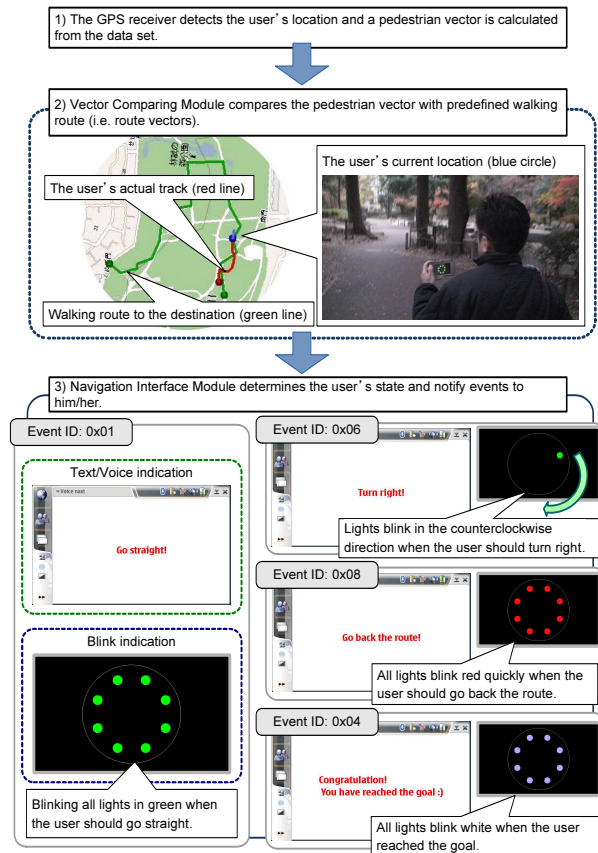 1) The GPS receiver detects the user's location and a pedestrian vector is calculated
from the data set.
2) Vector Comparing Module compares the pedestrian vector with predefined walking
route (i.e. route vectors).
The user's actual track (red line)
The user's current location (blue circle)
Walking route to the destination (green line)
3) Navigation Interface Module determines the user's state and notify events to
him/her.
Event ID: 0x01
Text/Voice indication
Voice navi
Go straight!
Blink indication
Blinking all lights in green when
the user should go straight.
Event ID: 0x06
Turn right!
Lights blink in the counterclockwise
direction when the user should turn right.
Event ID: 0x08
Go back the route!
All lights blink red quickly when the
user should go back the route.
Event ID: 0x04
Congratulation!
You have reached the goal :)
All lights blink white when the user
reached the goal.